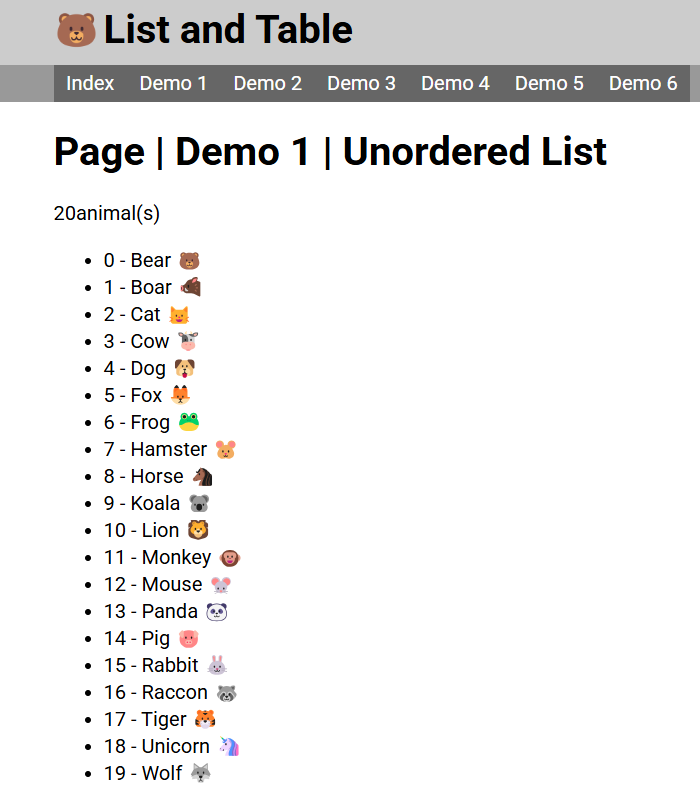 🐻 List and Table
Index Demo 1 Demo 2 Demo 3 Demo 4 Demo 5 Demo 6
Page | Demo 1 | Unordered List
20animal(s)
• 0 - Bear 🐻
• 1 - Boar 🐗
• 2 - Cat 🐱
• 3 - Cow 🐮
• 4 - Dog 🐶
• 5 - Fox 🦊
• 6 - Frog 🐸
• 7 - Hamster 🐹
• 8 - Horse 🐴
• 9 - Koala 🐨
• 10 - Lion 🦁
• 11 - Monkey 🐵
• 12 - Mouse 🐭
• 13 - Panda 🐼
• 14 - Pig 🐷
• 15 - Rabbit 🐰
• 16 - Raccon 🦝
• 17 - Tiger 🐯
• 18 - Unicorn 🦄
• 19 - Wolf 🐺